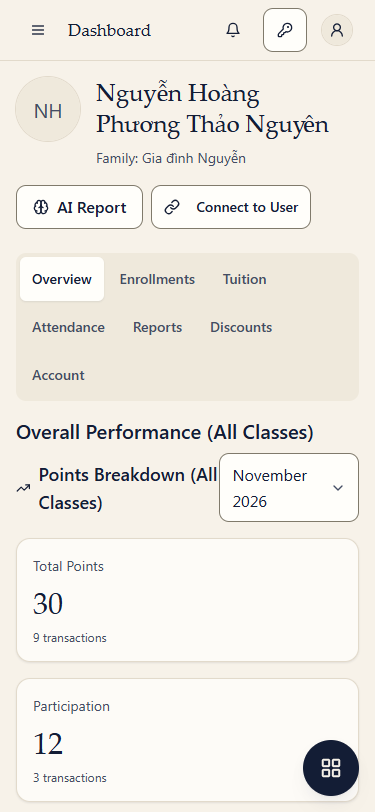 Dashboard
NH
Nguyễn Hoàng
Phương Thảo Nguyên
Family: Gia đình Nguyễn
AI Report
Connect to User
Overview
Enrollments
Tuition
Attendance
Reports
Discounts
Account
Overall Performance (All Classes)
Points Breakdown (All
Classes)
November
2026
Total Points
30
9 transactions
Participation
12
3 transactions